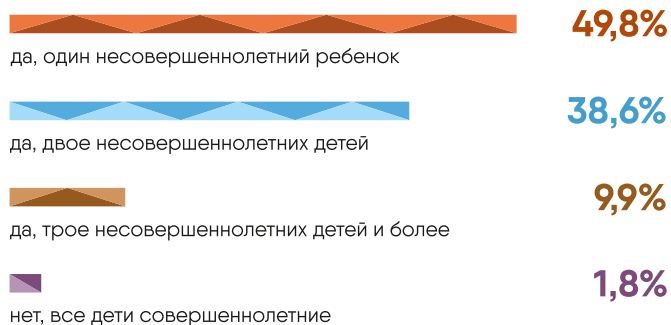 49,8%
да, один несовершеннолетний ребенок
38,6%
да, двое несовершеннолетних детей
9,9%
да, трое несовершеннолетних детей и более
1,8%
нет, все дети совершеннолетние